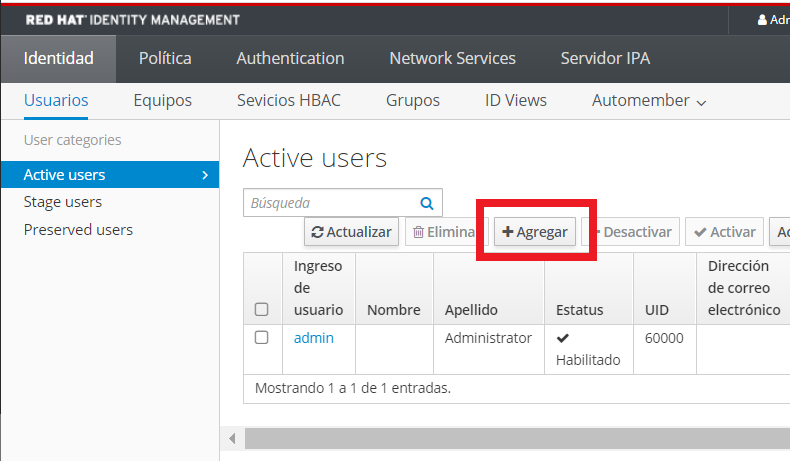 RED HAT IDENTITY MANAGEMENT
Identidad Política Authentication Network Services Servidor IPA
Usuarios Equipos Sevicios HBAC Grupos ID Views Automember
User categories
Active users
Stage users
Preserved users
Active users
Búsqueda
Actualizar Elimina Agregar Desactivar Activar
Ingreso de usuario Nombre Apellido Estatus UID Dirección de correo electrónico
admin Administrator Habilitado 60000
Mostrando 1 a 1 de 1 entradas.